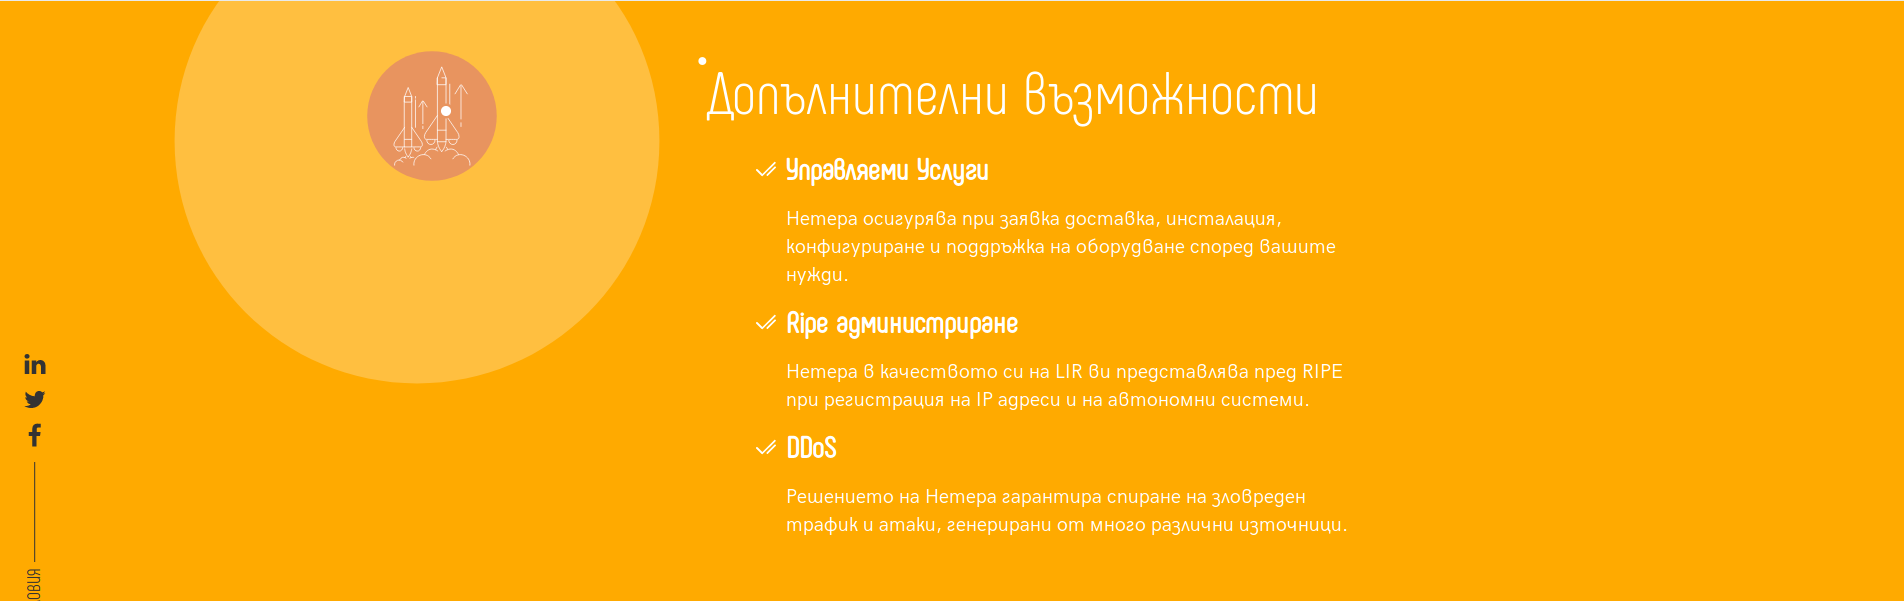 Допълнителни възможности
Управляеми Услуги
Нетера осигурява при заявка доставка, инсталация,
конфигуриране и поддръжка на оборудване според вашите
нужди.
Ripe администриране
Нетера в качеството си на LIR ви представлява пред RIPE
при регистрация на IP адреси и на автономни системи.
DDoS
Решението на Нетера гарантира спиране на зловреден
трафик и атаки, генерирани от много различни източници.